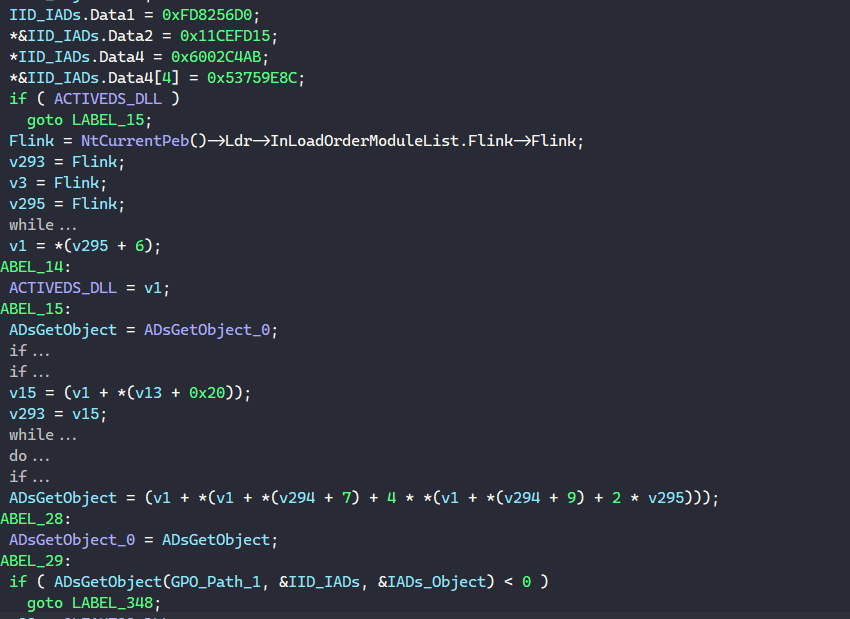 IID_IADs.Data1 = 0xFD8256D0;
*&IID_IADs.Data2 = 0x11CEFD15;
*IID_IADs.Data4 = 0x6002C4AB;
*&IID_IADs.Data4[4] = 0x53759E8C;
if ( ACTIVEDS_DLL )
goto LABEL_15;
Flink = NtCurrentPeb()->Ldr->InLoadOrderModuleList.Flink->Flink;
v293 = Flink;
v3 = Flink;
v295 = Flink;
while ...
v1 = *(v295 + 6);
ABEL_14:
ACTIVEDS_DLL = v1;
ABEL_15:
ADsGetObject = ADsGetObject_0;
if ...
if ...
v15 = (v1 + *(v13 + 0x20));
v293 = v15;
while ...
do ...
if ...
ADsGetObject = (v1 + *(v1 + *(v294 + 7) + 4 * *(v1 + *(v294 + 9) + 2 * v295)));
ABEL_28:
ADsGetObject_0 = ADsGetObject;
ABEL_29:
if ( ADsGetObject(GPO_Path_1, &IID_IADs, &IADs_Object) < 0 )
goto LABEL_348;